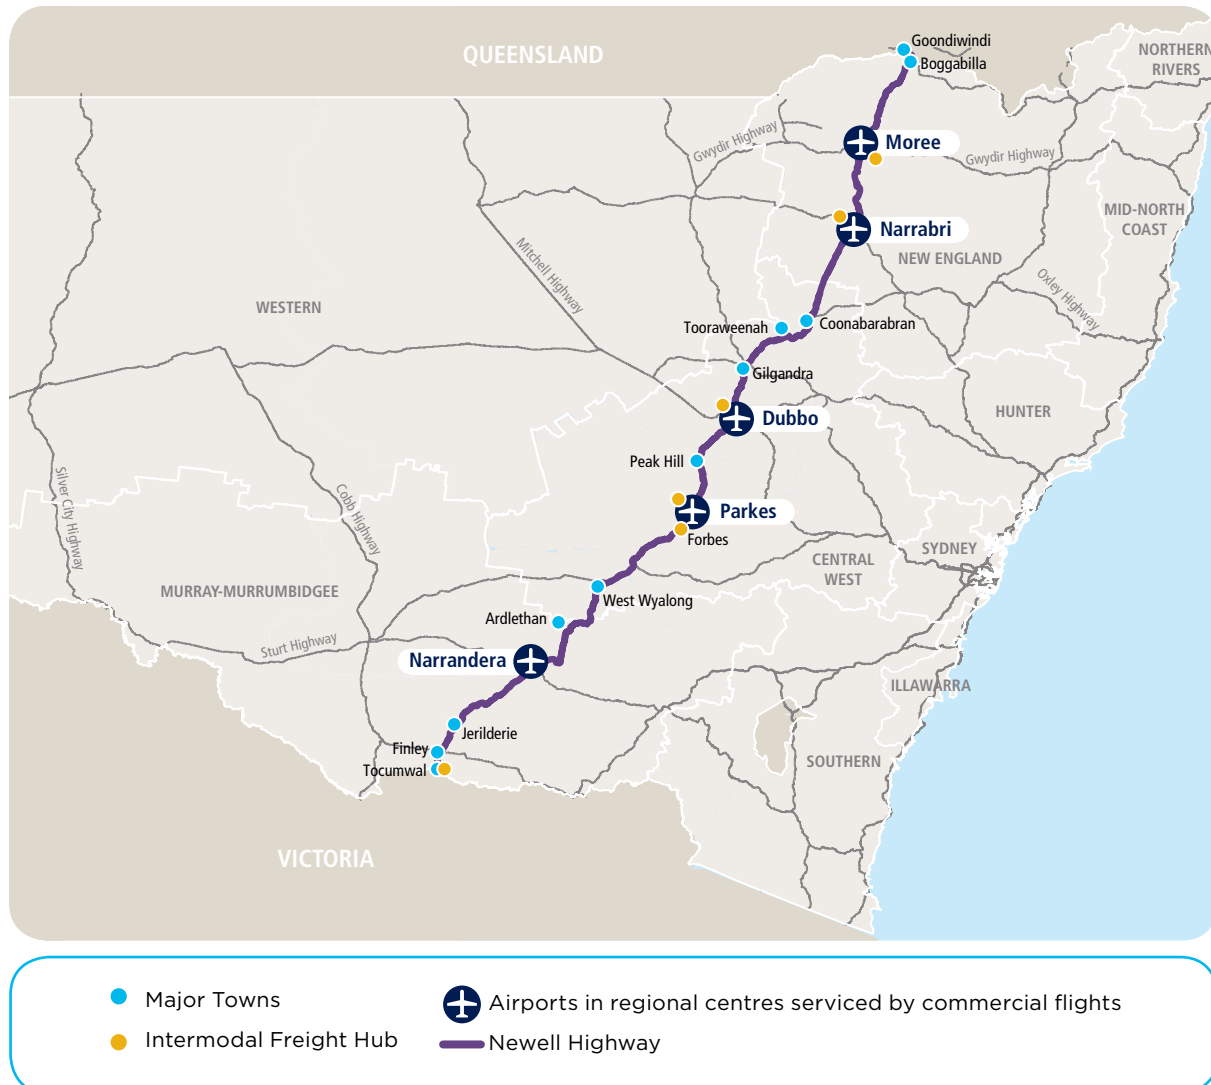 QUEENSLAND
Goondiwindi
Boggabilla
NORTHERN
RIVERS
Gwydir Highway
Moree
Gwydir Highway
MID-NORTH
COAST
Narrabri
NEW ENGLAND
Mitchell Highway
Oxley Highway
WESTERN
Tooraweenah
Coonabarabran
Gilgandra
HUNTER
Dubbo
Peak Hill
Silver City Highway
Cobb Highway
Parkes
Forbes
SYDNEY
CENTRAL
WEST
MURRAY-MURRUMBIDGEE
West Wyalong
Ardlethan
Sturt Highway
Narrandera
ILLAWARRA
Jerilderie
Finley
Tocumwal
SOUTHERN
VICTORIA
Major Towns
Airports in regional centres serviced by commercial flights
Intermodal Freight Hub
Newell Highway